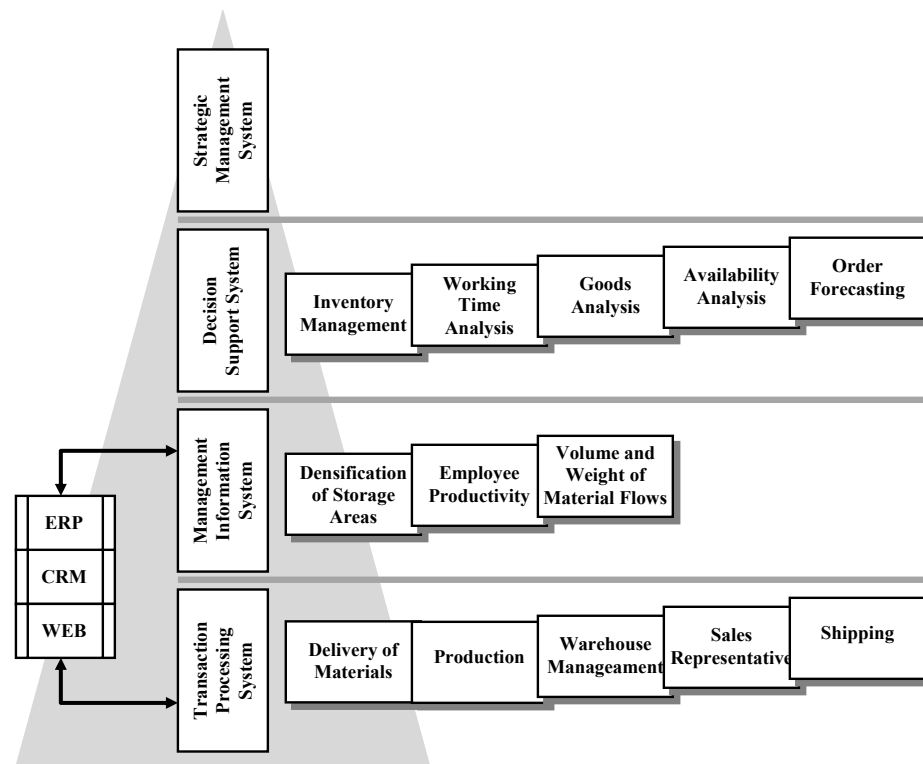 Strategic
Management
System
Decision
Support System
Inventory
Management
Working
Time
Analysis
Goods
Analysis
Availability
Analysis
Order
Forecasting
Management
Information
System
Densification
of Storage
Areas
Employee
Productivity
Volume and
Weight of
Material Flows
ERP
CRM
WEB
Transaction
Processing
System
Delivery of
Materials
Production
Warehouse
Manageament
Sales
Representative
Shipping